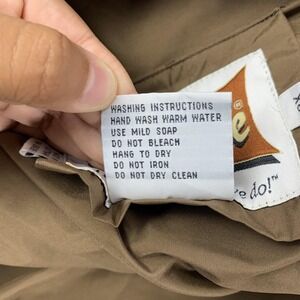 WASHING INSTRUCTIONS
HAND WASH WARM WATER
USE MILD SOAP
DO NOT BLEACH
HANG TO DRY
DO NOT IRON
DO NOT DRY CLEAN
e®
do!™